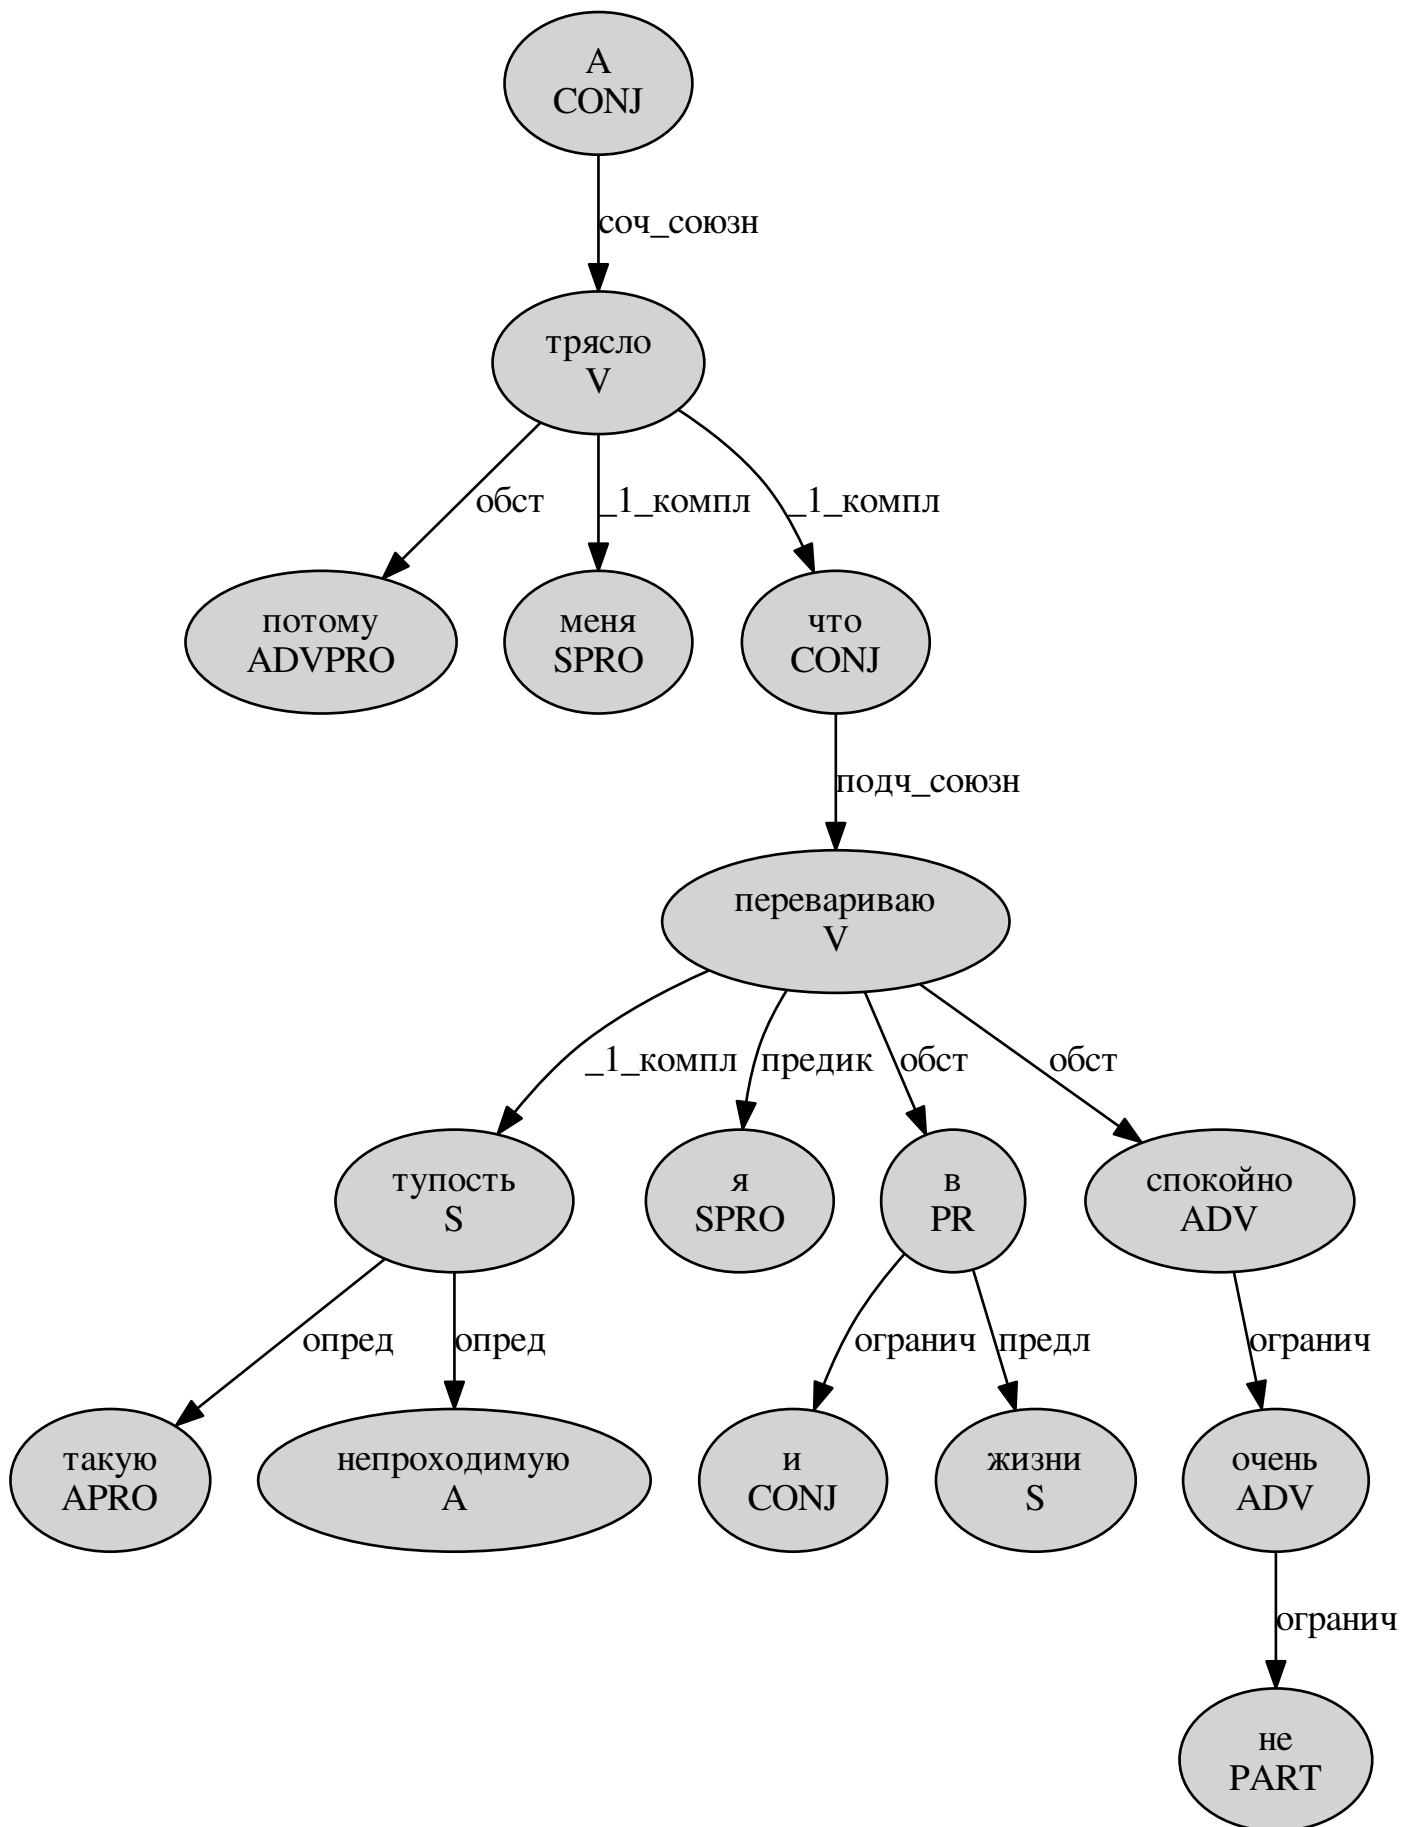 А
CONJ
соч_союзн
трясло
V
обст
_1_компл
_1_компл
потому
ADVPRO
меня
SPRO
что
CONJ
подч_союзн
перевариваю
V
_1_компл
предик
обст
обст
тупость
S
я
SPRO
в
PR
спокойно
ADV
опред
опред
огранич
предл
огранич
такую
APRO
непроходимую
A
и
CONJ
жизни
S
очень
ADV
огранич
не
PART